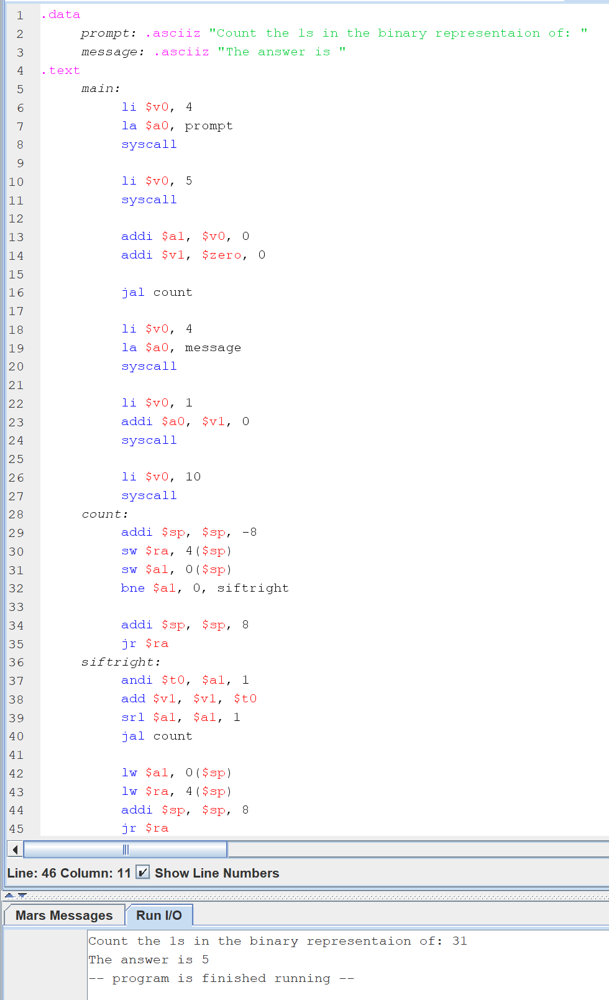 1 .data
2 prompt: .asciiz "Count the 1s in the binary representaion of: "
3 message: .asciiz "The answer is "
4 .text
5 main:
6 li $v0, 4
7 la $a0, prompt
8 syscall
9
10 li $v0, 5
11 syscall
12
13 addi $a1, $v0, 0
14 addi $v1, $zero, 0
15
16 jal count
17
18 li $v0, 4
19 la $a0, message
20 syscall
21
22 li $v0, 1
23 addi $a0, $v1, 0
24 syscall
25
26 li $v0, 10
27 syscall
28 count:
29 addi $sp, $sp, -8
30 sw $ra, 4($sp)
31 sw $a1, 0($sp)
32 bne $a1, 0, siftright
33
34 addi $sp, $sp, 8
35 jr $ra
36 siftright:
37 andi $t0, $a1, 1
38 add $v1, $v1, $t0
39 srl $a1, $a1, 1
40 jal count
41
42 lw $a1, 0($sp)
43 lw $ra, 4($sp)
44 addi $sp, $sp, 8
45 jr $ra
Line: 46 Column: 11 Show Line Numbers
Mars Messages Run I/O
Count the 1s in the binary representaion of: 31
The answer is 5
-- program is finished running --